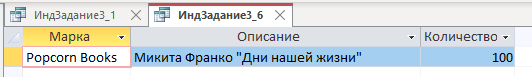 ИндЗадание3_1 ИндЗадание3_6
Марка Описание Количество
Popcorn Books Микита Франко "Дни нашей жизни" 100